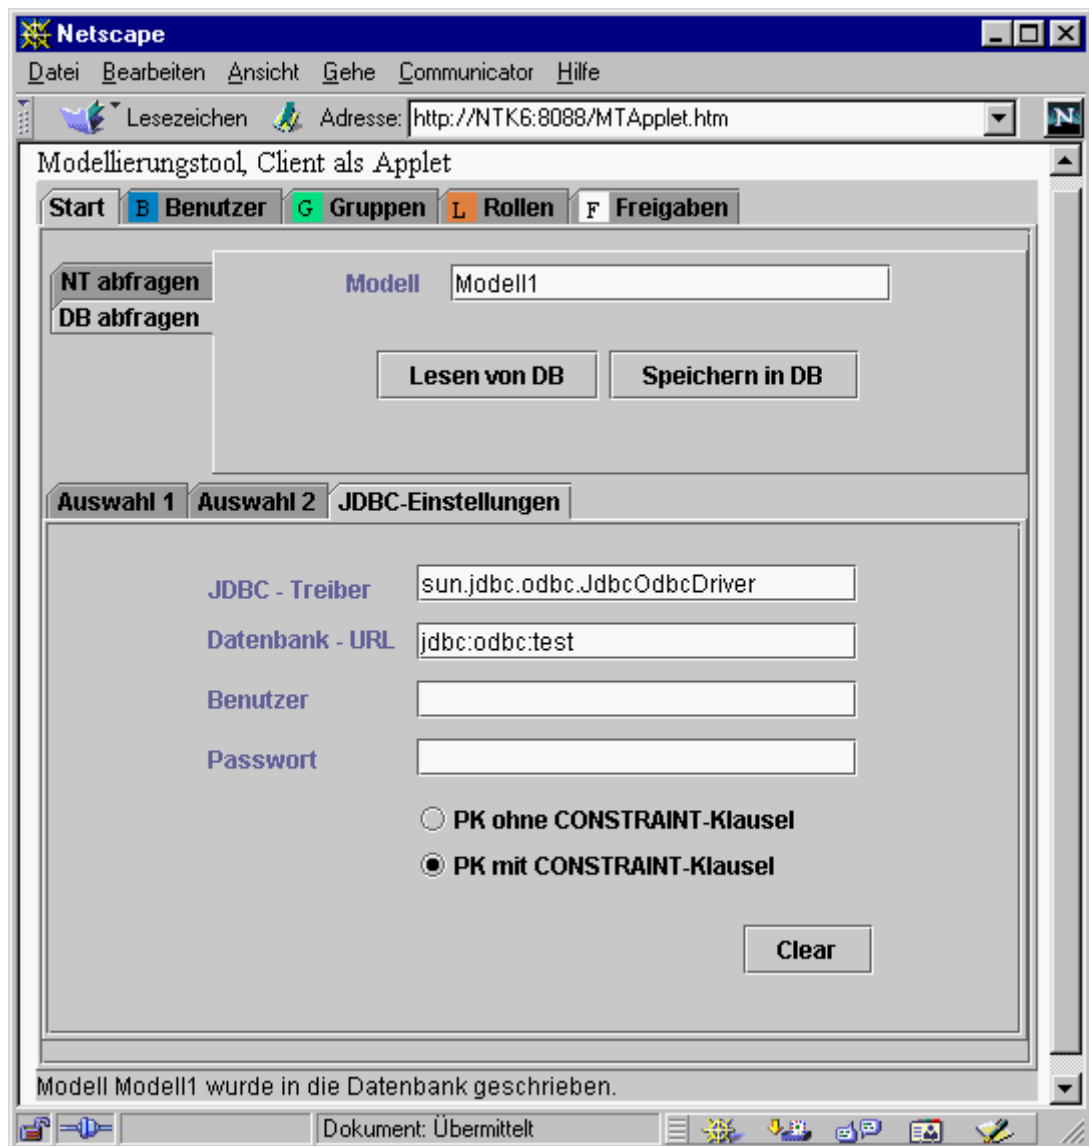 Netscape
Datei Bearbeiten Ansicht Gehe Communicator Hilfe
Lesezeichen Adresse: http://NTK6:8088/MTApplet.htm N
Modellierungstool, Client als Applet
Start B Benutzer G Gruppen L Rollen F Freigaben
NT abfragen
Modell Modell1
DB abfragen
Lesen von DB Speichern in DB
Auswahl 1 Auswahl 2 JDBC-Einstellungen
JDBC - Treiber sun.jdbc.odbc.JdbcOdbcDriver
Datenbank - URL jdbc:odbc:test
Benutzer
Passwort
PK ohne CONSTRAINT-Klausel
PK mit CONSTRAINT-Klausel
Clear
Modell Modell1 wurde in die Datenbank geschrieben.
Dokument: Übermittelt